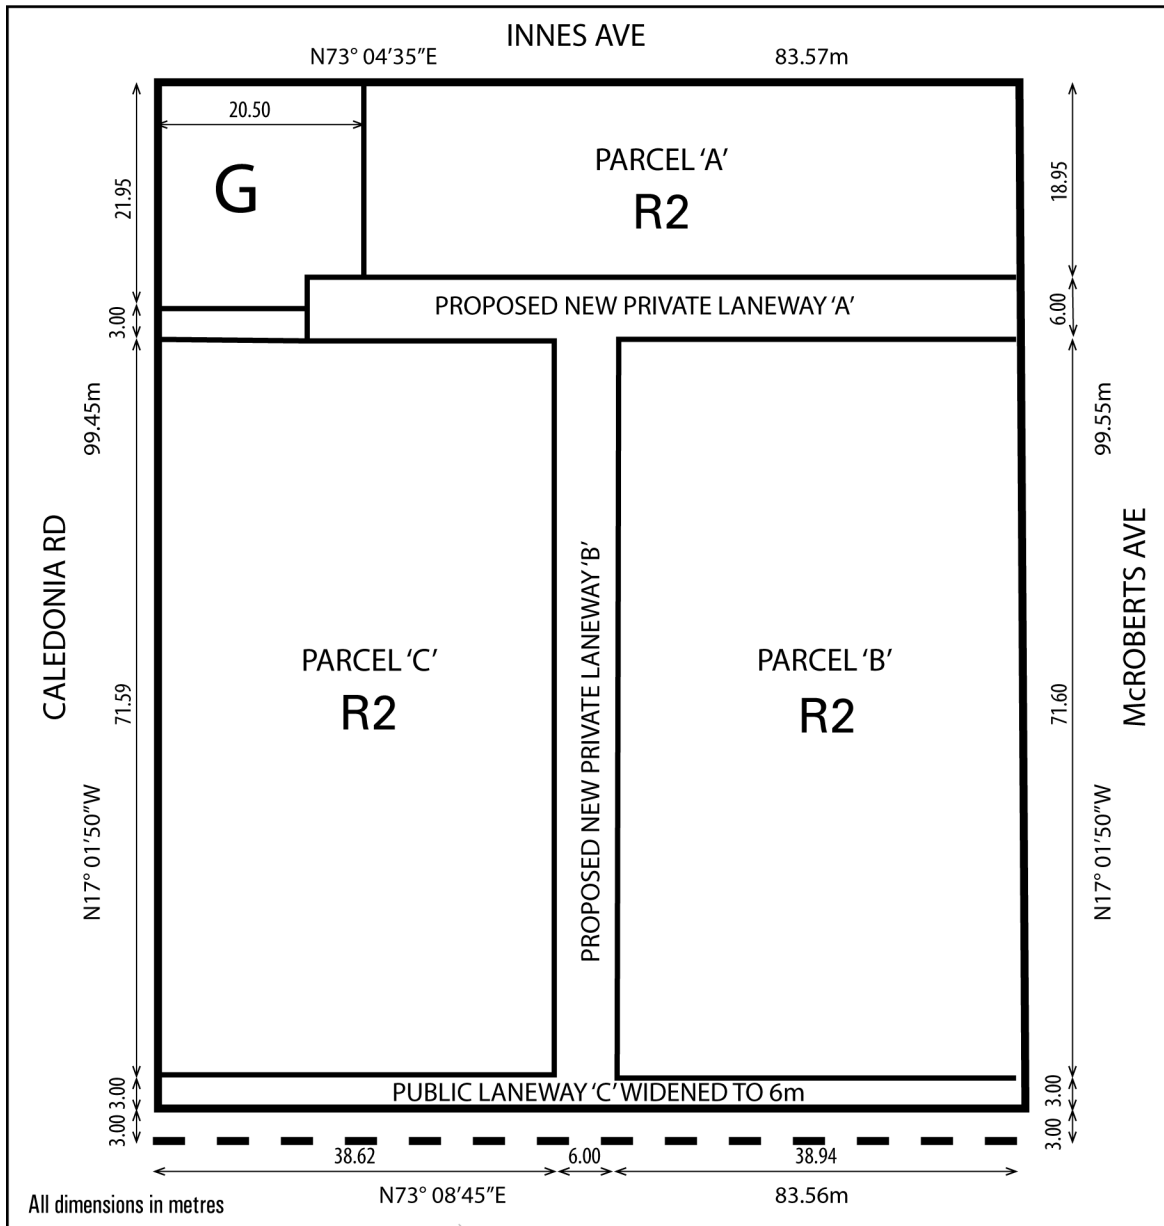 INNES AVE
N73° 04'35"E
83.57m
20.50
21.95
G
PARCEL 'A'
R2
18.95
3.00
PROPOSED NEW PRIVATE LANEWAY 'A'
6.00
99.45m
99.55m
CALEDONIA RD
McROBERTS AVE
PROPOSED NEW PRIVATE LANEWAY 'B'
PARCEL 'C'
R2
PARCEL 'B'
R2
71.59
71.60
N17° 01'50"W
N17° 01'50"W
3.00
PUBLIC LANEWAY 'C' WIDENED TO 6m
3.00
3.00
3.00
38.62
6.00
38.94
N73° 08'45"E
83.56m
All dimensions in metres